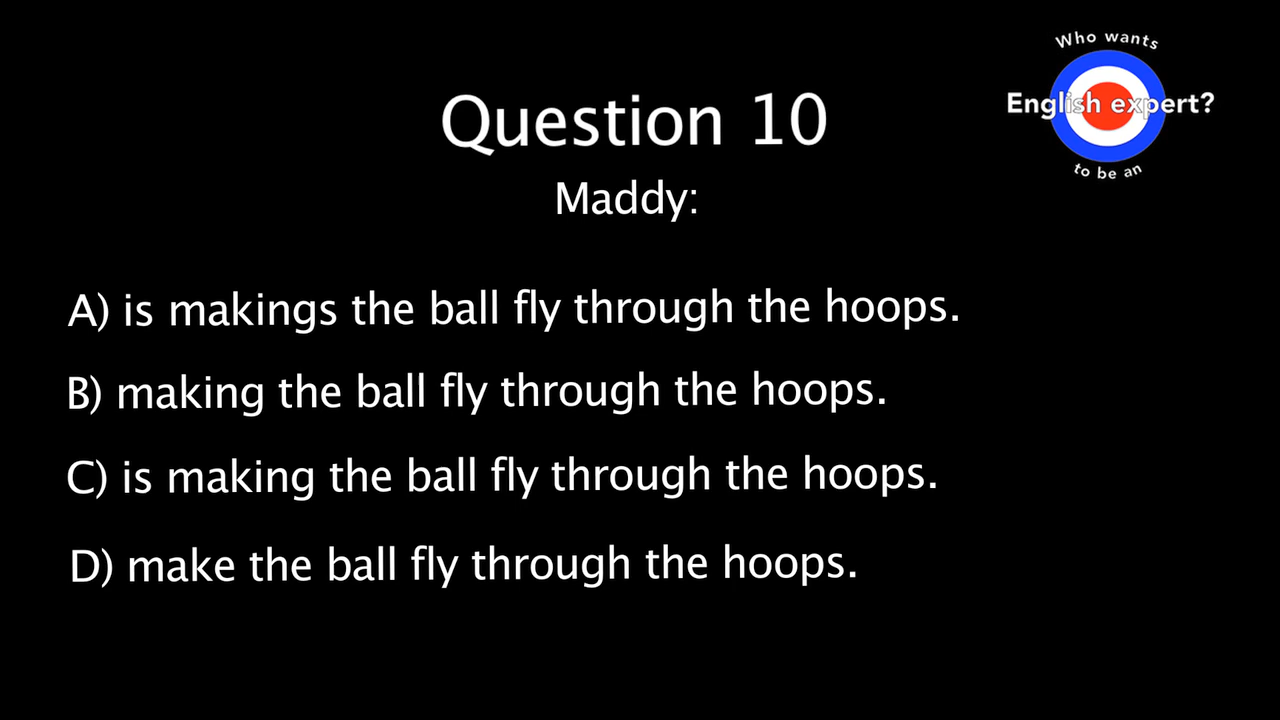 Who wants
English expert?
to be an
Question 10
Maddy:
A) is makings the ball fly through the hoops.
B) making the ball fly through the hoops.
C) is making the ball fly through the hoops.
D) make the ball fly through the hoops.